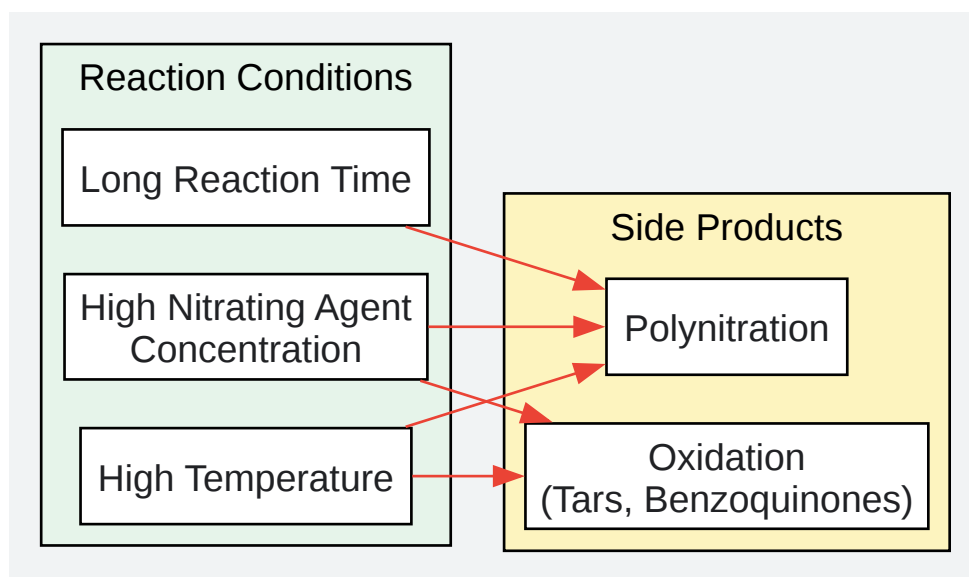 Reaction Conditions
Long Reaction Time
High Nitrating Agent
Concentration
High Temperature
Side Products
Polynitration
Oxidation
(Tars, Benzoquinones)